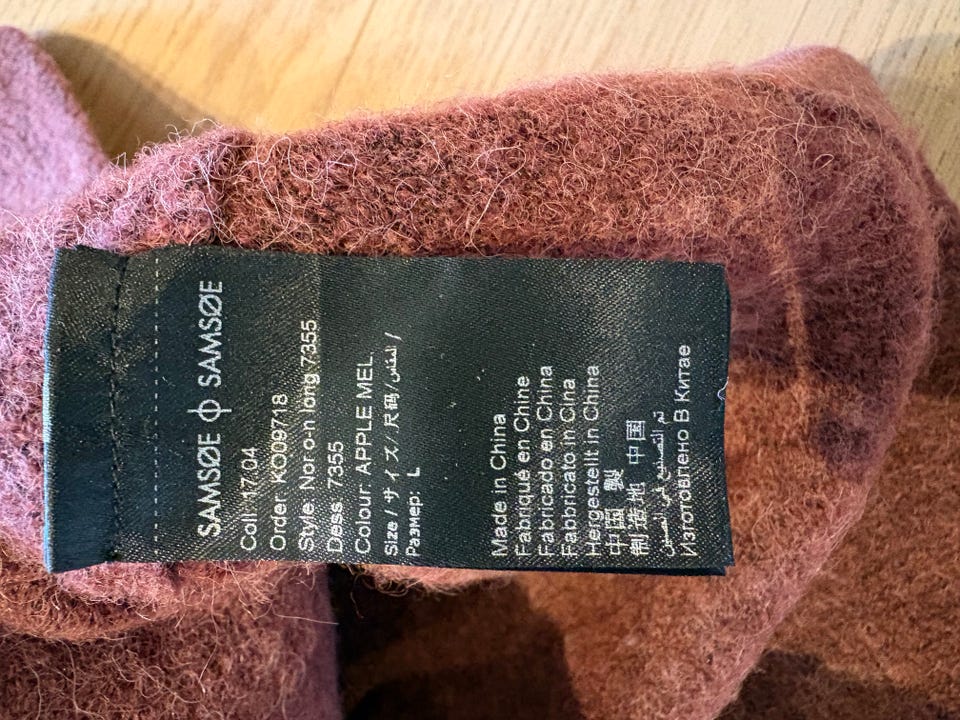 SAMSØE Φ SAMSØE
Coll 17.04
Order KO09718
Style: Nor o-n long 7355
Dess 7355
Colour APPLE MEL.
Size / サイズ / 尺码 / المقاس /
Размер: L
Made in China
Fabriqué en Chine
Fabricado en China
Fabbricato in Cina
Hergestellt in China
中国 製
制造地 中国
تم التصنيع في الصين
Изготовлено В Китае